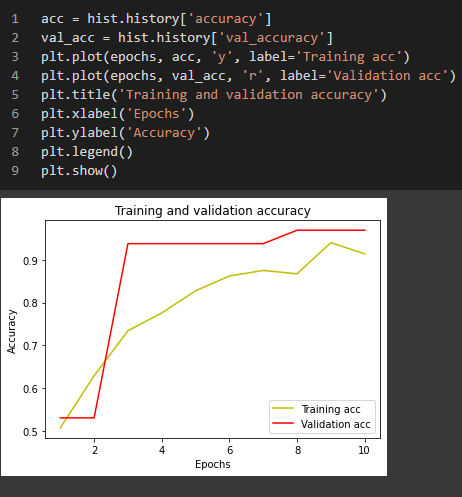 1 acc = hist.history['accuracy']
2 val_acc = hist.history['val_accuracy']
3 plt.plot(epochs, acc, 'y', label='Training acc')
4 plt.plot(epochs, val_acc, 'r', label='Validation acc')
5 plt.title('Training and validation accuracy')
6 plt.xlabel('Epochs')
7 plt.ylabel('Accuracy')
8 plt.legend()
9 plt.show()
Training and validation accuracy
Accuracy
0.9
0.8
0.7
0.6
0.5
Training acc
Validation acc
2 4 6 8 10
Epochs